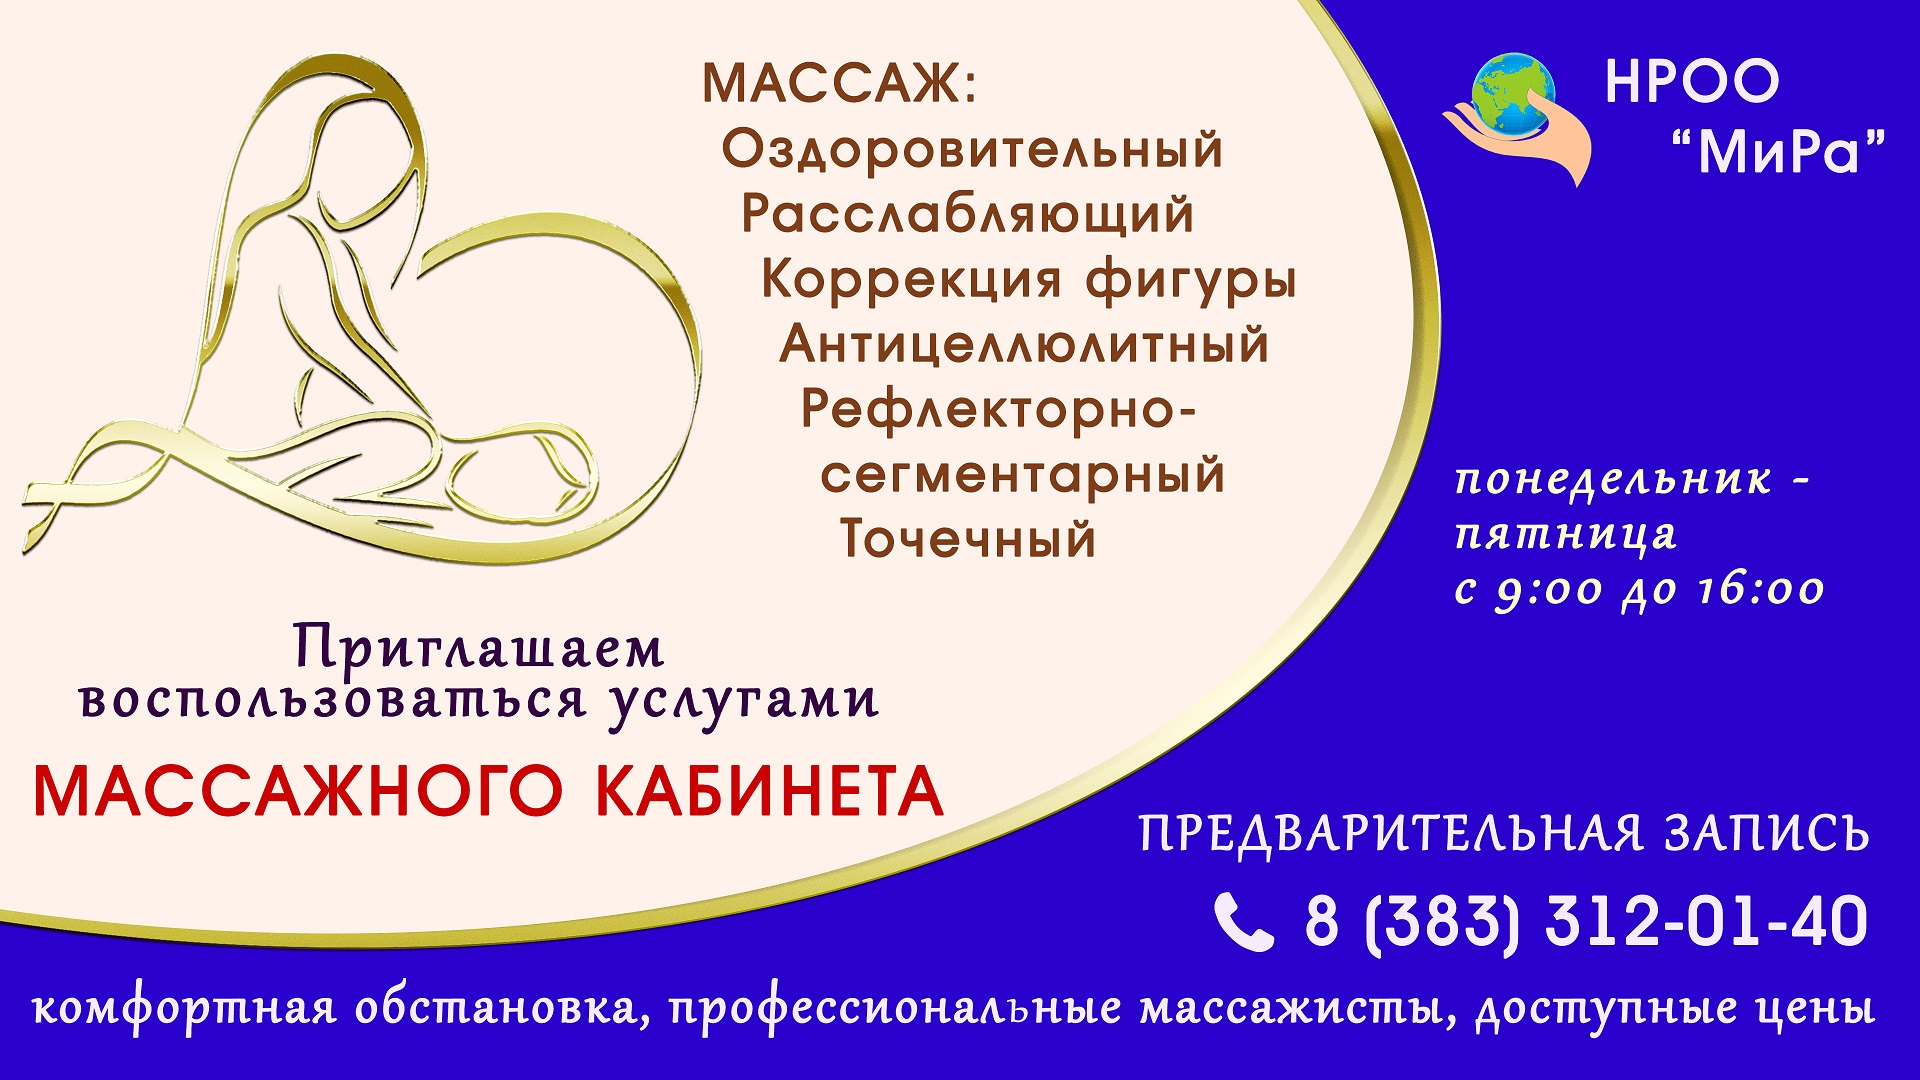 МАССАЖ:
Оздоровительный
Расслабляющий
Коррекция фигуры
Антицеллюлитный
Рефлекторно-
сегментарный
Точечный
Приглашаем
воспользоваться услугами
МАССАЖНОГО КАБИНЕТА
НРОО
“МиРа”
понедельник -
пятница
с 9:00 до 16:00
ПРЕДВАРИТЕЛЬНАЯ ЗАПИСЬ
8 (383) 312-01-40
комфортная обстановка, профессиональные массажисты, доступные цены